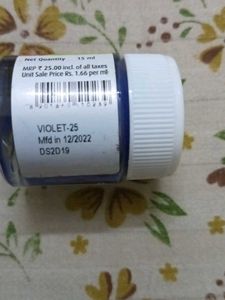 Net Quantity 15 ml
MRP ₹ 25.00 incl. of all taxes
Unit Sale Price Rs. 1.66 per ml
VIOLET-25
Mfd in 12/2022
DS2D19